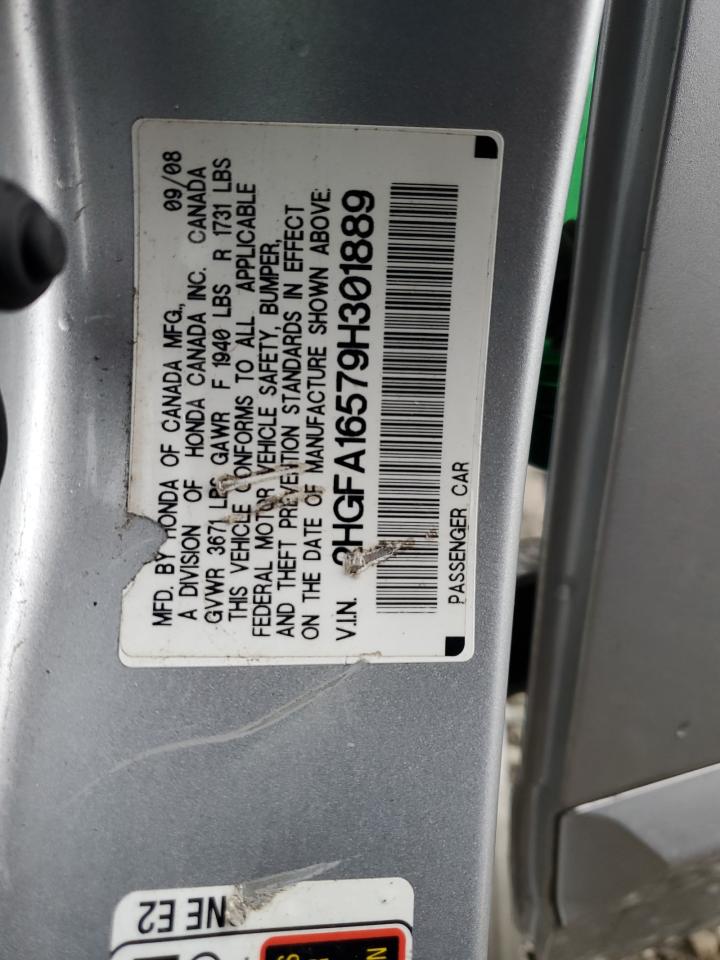 MFD. BY HONDA OF CANADA MFG., 09/08
A DIVISION OF HONDA CANADA INC. CANADA
GVWR 3671 LBS GAWR F 1940 LBS R 1731 LBS
THIS VEHICLE CONFORMS TO ALL APPLICABLE
FEDERAL MOTOR VEHICLE SAFETY, BUMPER,
AND THEFT PREVENTION STANDARDS IN EFFECT
ON THE DATE OF MANUFACTURE SHOWN ABOVE.
V.I.N. 2HGFA16579H301889
PASSENGER CAR
NE E2